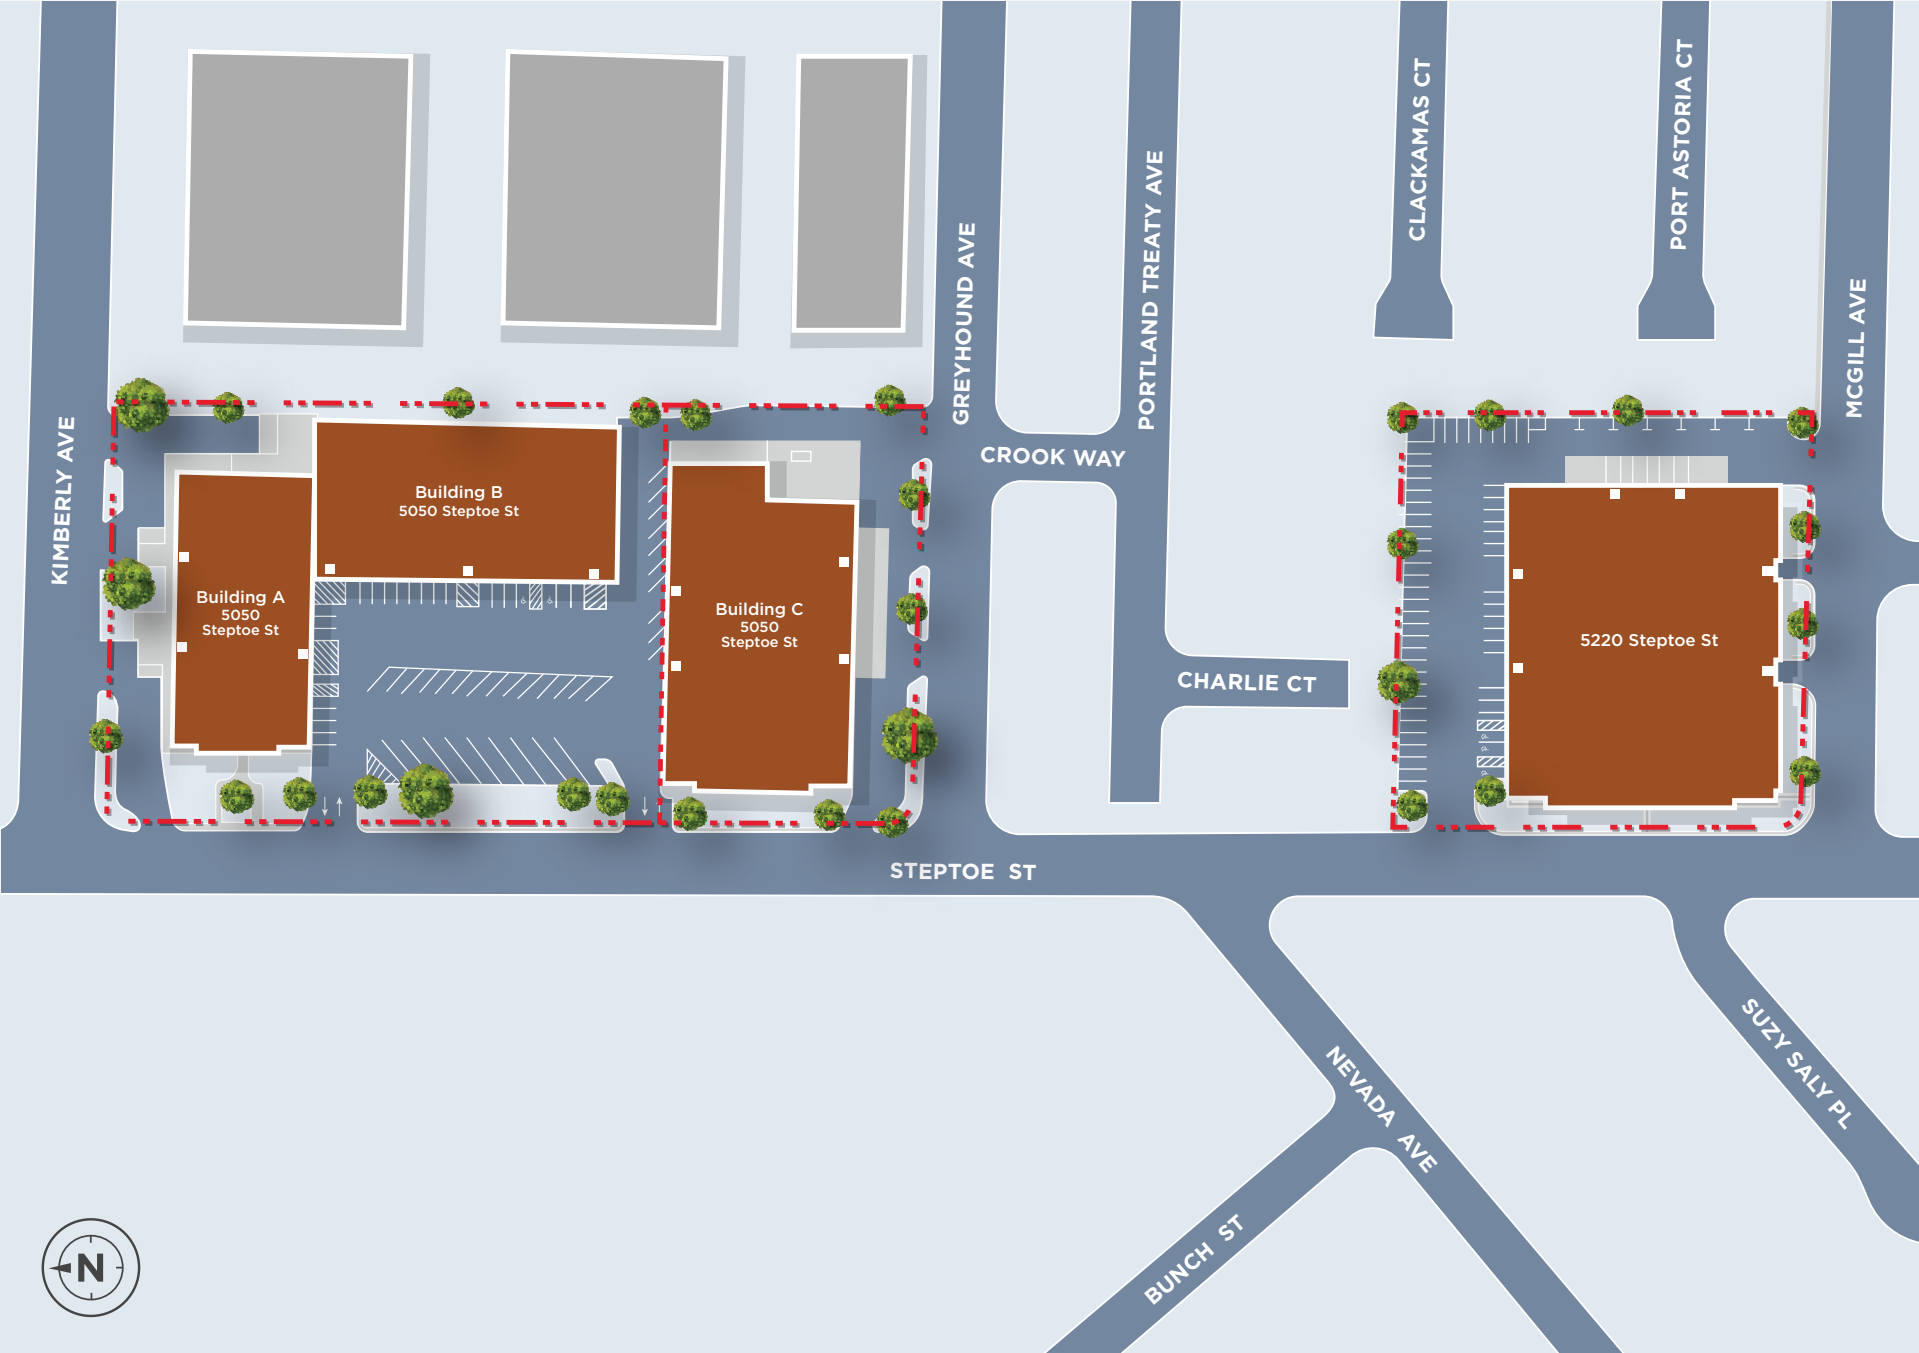 KIMBERLY AVE
GREYHOUND AVE
PORTLAND TREATY AVE
CLACKAMAS CT
PORT ASTORIA CT
MCGILL AVE
CROOK WAY
Building B
5050 Steptoe St
Building A
5050
Steptoe St
Building C
5050
Steptoe St
5220 Steptoe St
CHARLIE CT
STEPTOE ST
NEVADA AVE
SUZY SALY PL
BUNCH ST
N